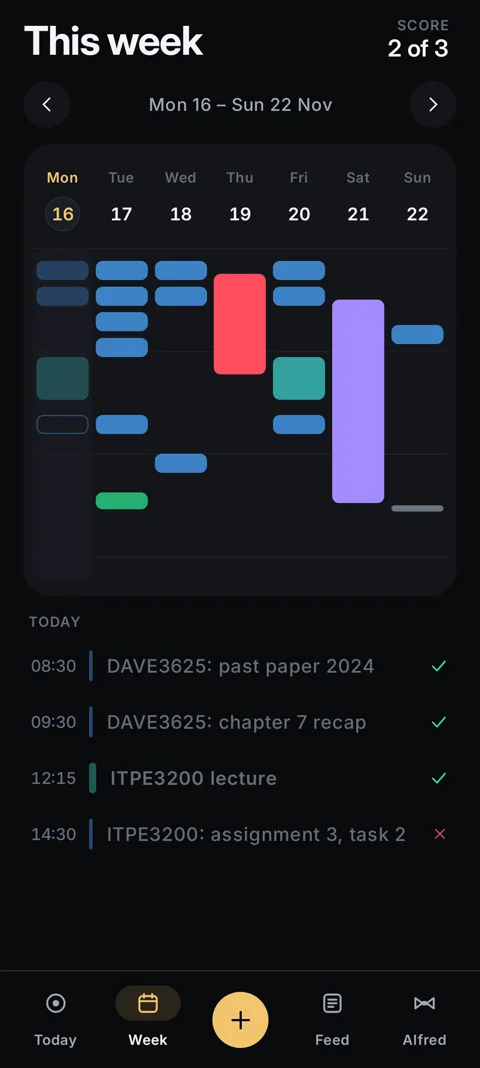 This week
SCORE
2 of 3
Mon 16 – Sun 22 Nov
Mon Tue Wed Thu Fri Sat Sun
16 17 18 19 20 21 22
TODAY
08:30 DAVE3625: past paper 2024
09:30 DAVE3625: chapter 7 recap
12:15 ITPE3200 lecture
14:30 ITPE3200: assignment 3, task 2
Today Week Feed Alfred